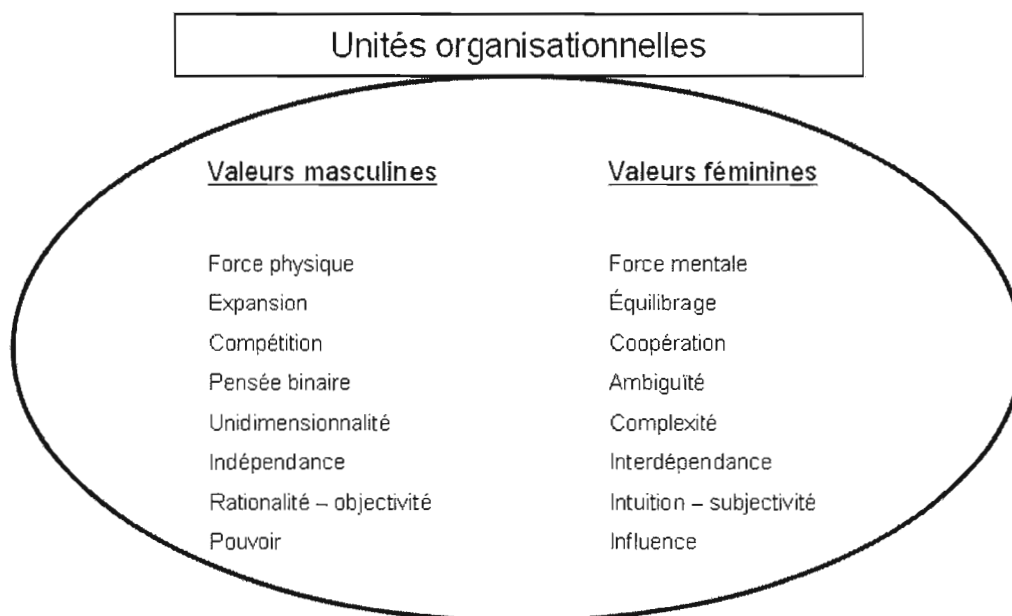 Unités organisationnelles
Valeurs masculines Valeurs féminines
Force physique Force mentale
Expansion Équilibrage
Compétition Coopération
Pensée binaire Ambiguïté
Unidimensionnalité Complexité
Indépendance Interdépendance
Rationalité – objectivité Intuition – subjectivité
Pouvoir Influence